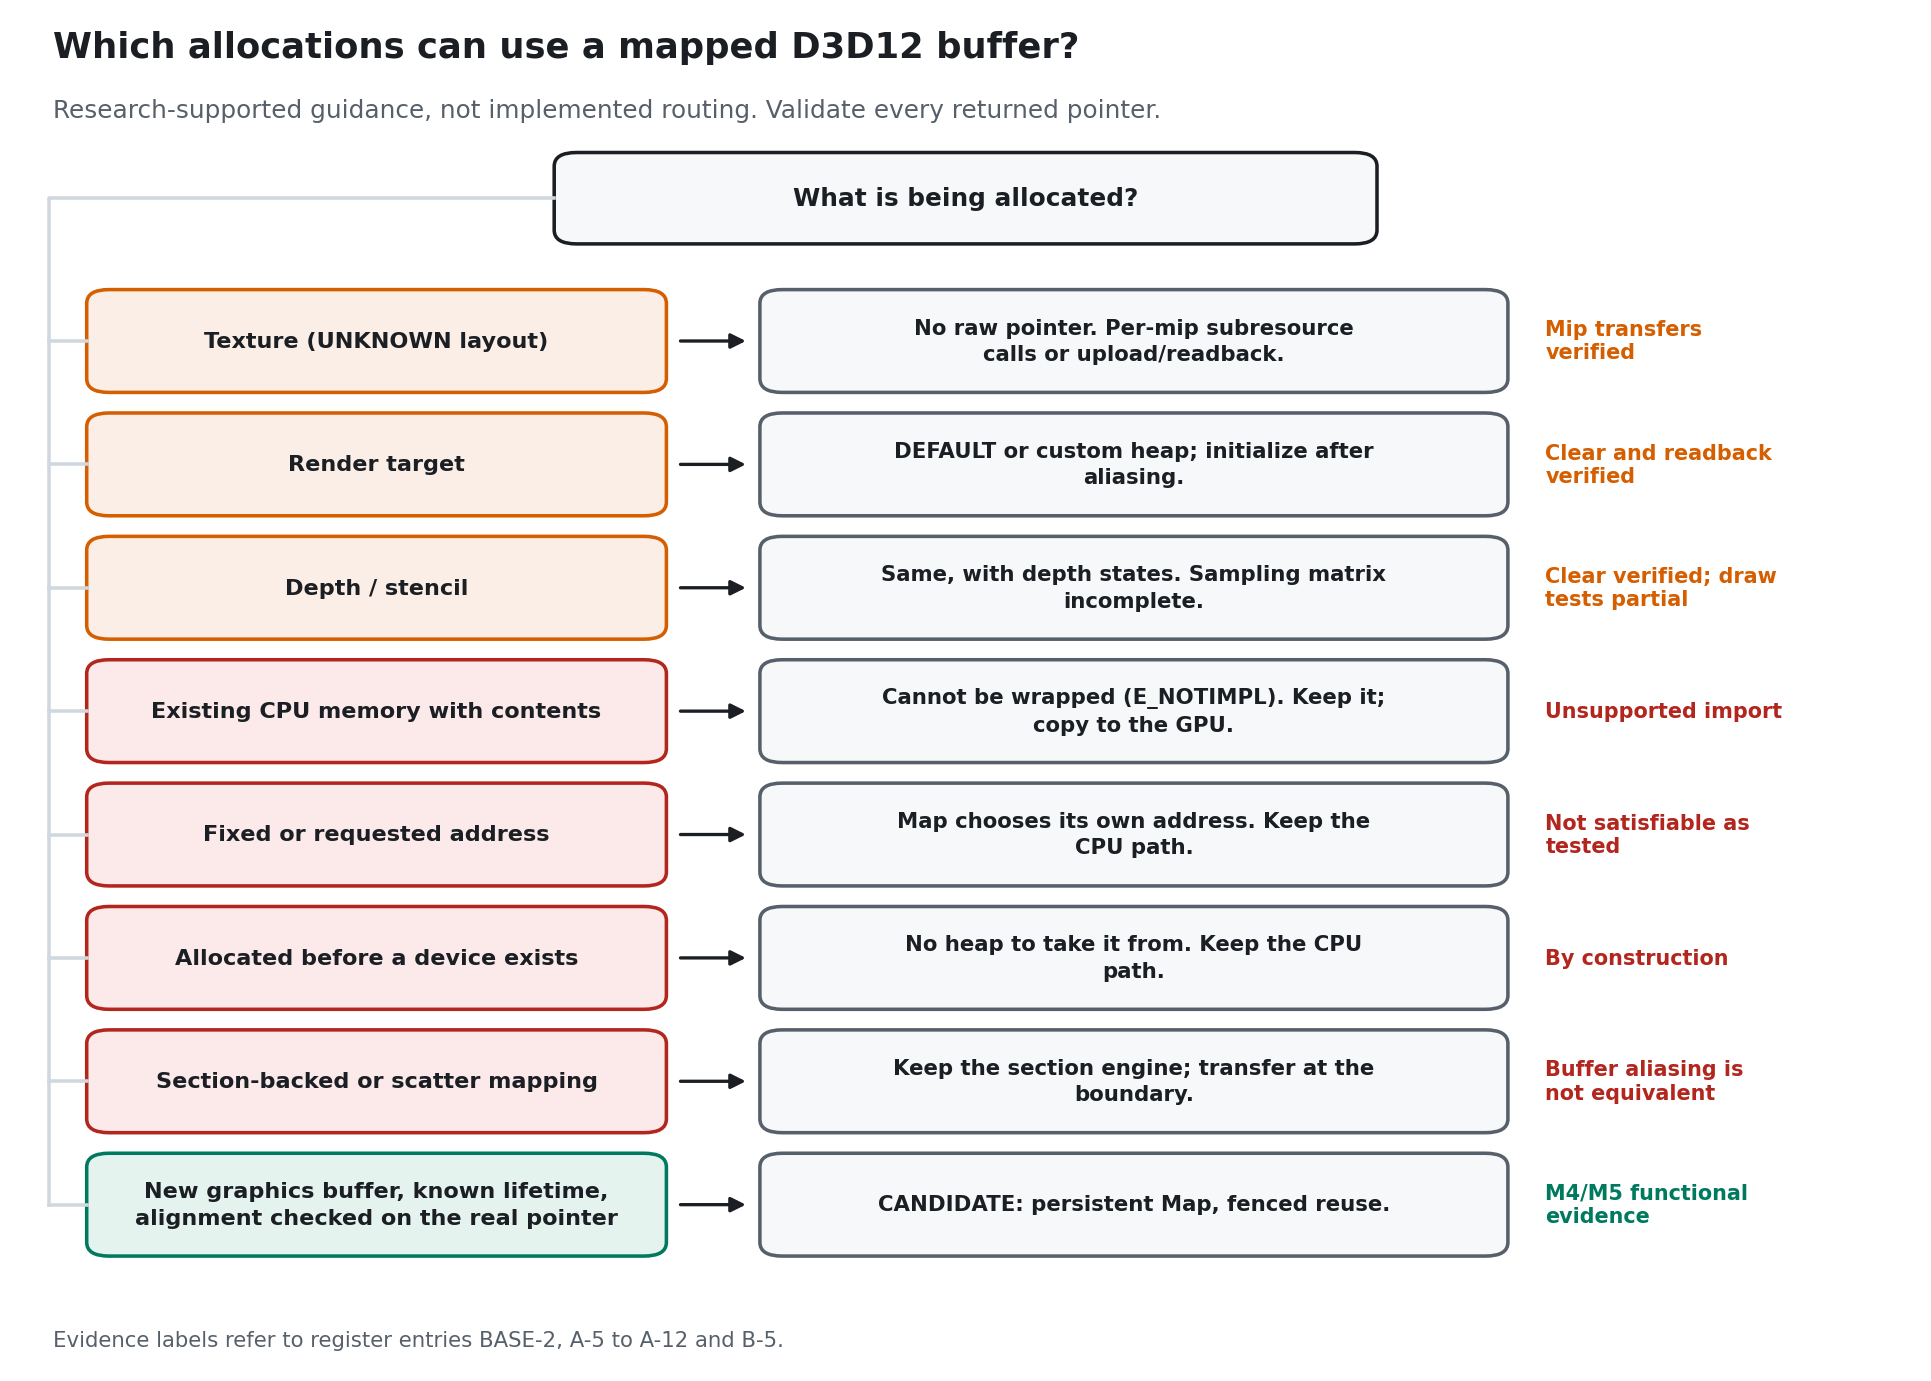 Which allocations can use a mapped D3D12 buffer?
Research-supported guidance, not implemented routing. Validate every returned pointer.
What is being allocated?
Texture (UNKNOWN layout)
No raw pointer. Per-mip subresource
calls or upload/readback.
Mip transfers
verified
Render target
DEFAULT or custom heap; initialize after
aliasing.
Clear and readback
verified
Depth / stencil
Same, with depth states. Sampling matrix
incomplete.
Clear verified; draw
tests partial
Existing CPU memory with contents
Cannot be wrapped (E_NOTIMPL). Keep it;
copy to the GPU.
Unsupported import
Fixed or requested address
Map chooses its own address. Keep the
CPU path.
Not satisfiable as
tested
Allocated before a device exists
No heap to take it from. Keep the CPU
path.
By construction
Section-backed or scatter mapping
Keep the section engine; transfer at the
boundary.
Buffer aliasing is
not equivalent
New graphics buffer, known lifetime,
alignment checked on the real pointer
CANDIDATE: persistent Map, fenced reuse.
M4/M5 functional
evidence
Evidence labels refer to register entries BASE-2, A-5 to A-12 and B-5.